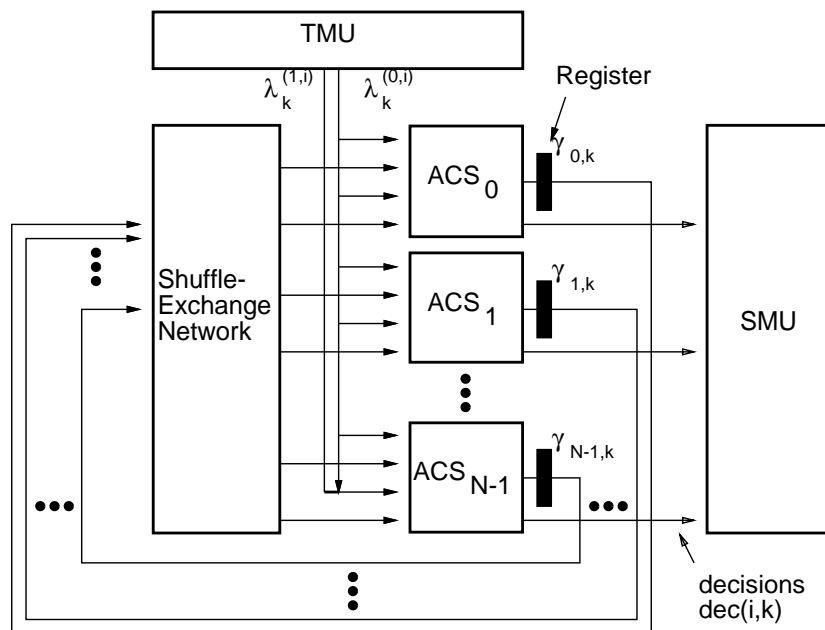 TMU
λ_k^(1,i)
λ_k^(0,i)
Register
Shuffle-
Exchange
Network
ACS_0
γ_0,k
ACS_1
γ_1,k
ACS_N-1
γ_N-1,k
SMU
decisions
dec(i,k)